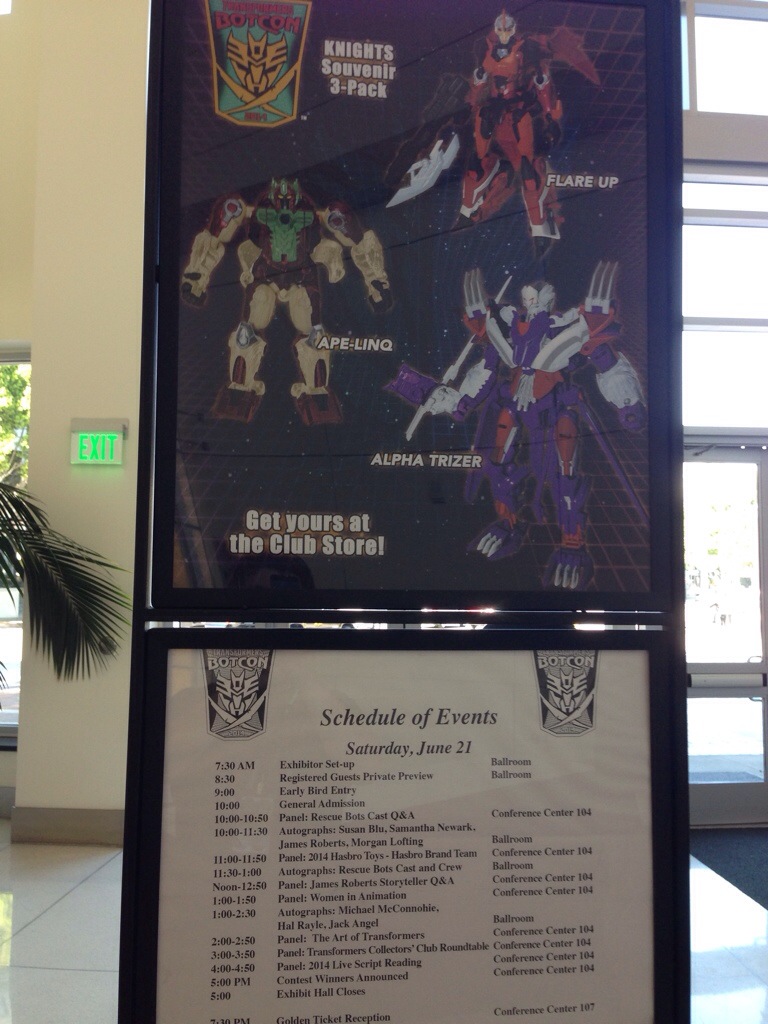 TRANSFORMERS
BOTCON
KNIGHTS
Souvenir
3-Pack
FLARE UP
APE-LINQ
EXIT
ALPHA TRIZER
Get yours at
the Club Store!
TRANSFORMERS
BOTCON
TRANSFORMERS
BOTCON
Schedule of Events
Saturday, June 21
7:30 AM Exhibitor Set-up Ballroom
8:30 Registered Guests Private Preview Ballroom
9:00 Early Bird Entry
10:00 General Admission
10:00-10:50 Panel: Rescue Bots Cast Q&A Conference Center 104
10:00-11:30 Autographs: Susan Blu, Samantha Newark,
James Roberts, Morgan Lofting Ballroom
11:00-11:50 Panel: 2014 Hasbro Toys - Hasbro Brand Team Conference Center 104
11:30-1:00 Autographs: Rescue Bots Cast and Crew Ballroom
Noon-12:50 Panel: James Roberts Storyteller Q&A Conference Center 104
1:00-1:50 Panel: Women in Animation Conference Center 104
1:00-2:30 Autographs: Michael McConnohie,
Hal Rayle, Jack Angel Ballroom
2:00-2:50 Panel: The Art of Transformers Conference Center 104
3:00-3:50 Panel: Transformers Collectors' Club Roundtable Conference Center 104
4:00-4:50 Panel: 2014 Live Script Reading Conference Center 104
5:00 PM Contest Winners Announced Conference Center 104
5:00 Exhibit Hall Closes
7:30 PM Golden Ticket Reception Conference Center 107